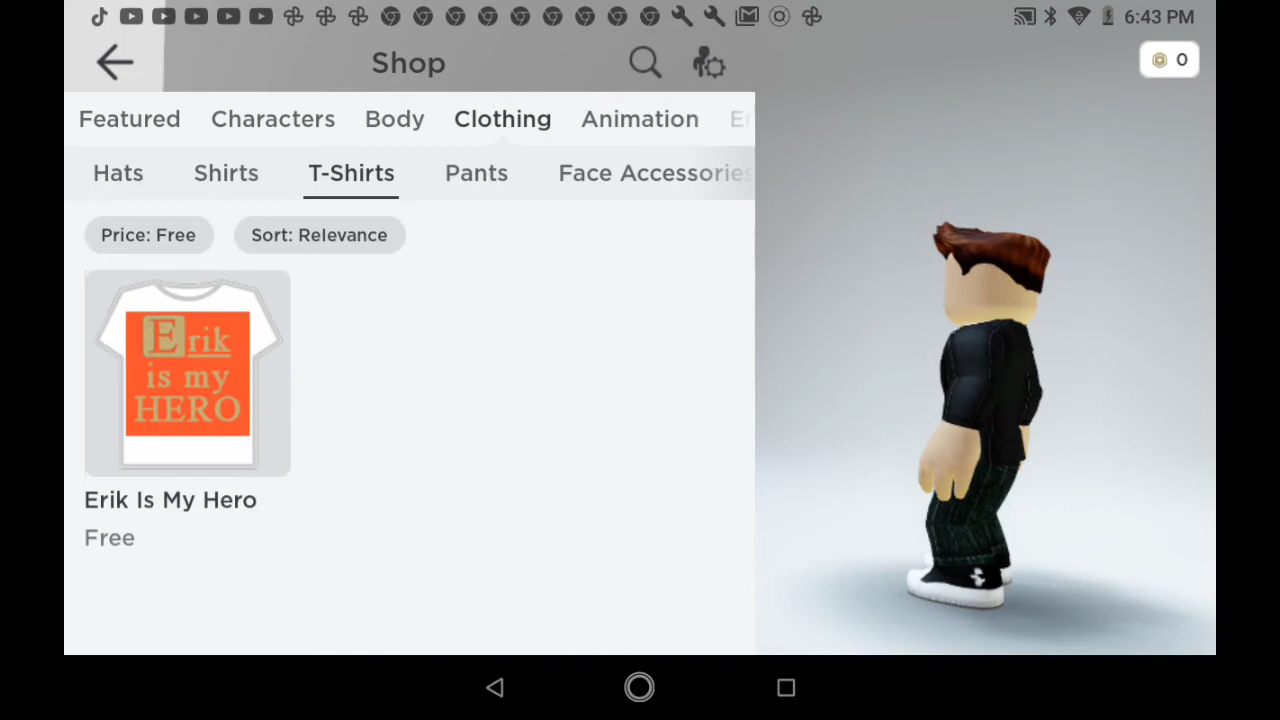 6:43 PM
Shop
0
Featured Characters Body Clothing Animation
Hats Shirts T-Shirts Pants Face Accessories
Price: Free Sort: Relevance
Erik
is my
HERO
Erik Is My Hero
Free